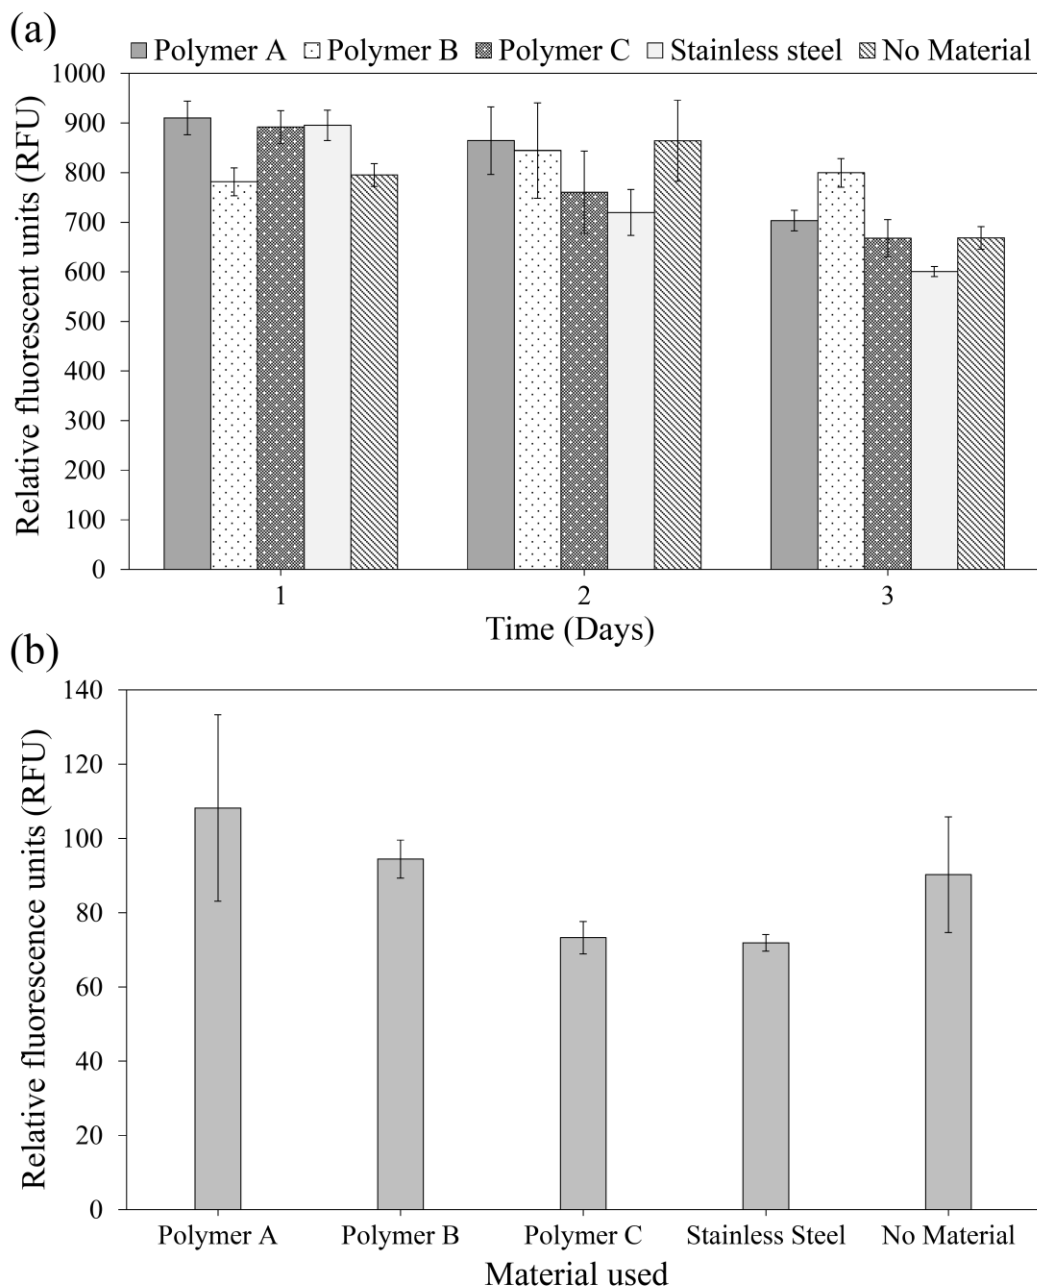 (a)
Polymer A Polymer B Polymer C Stainless steel No Material
Relative fluorescent units (RFU)
1000
900
800
700
600
500
400
300
200
100
0
1 2 3
Time (Days)
(b)
Relative fluorescence units (RFU)
140
120
100
80
60
40
20
0
Polymer A Polymer B Polymer C Stainless Steel No Material
Material used